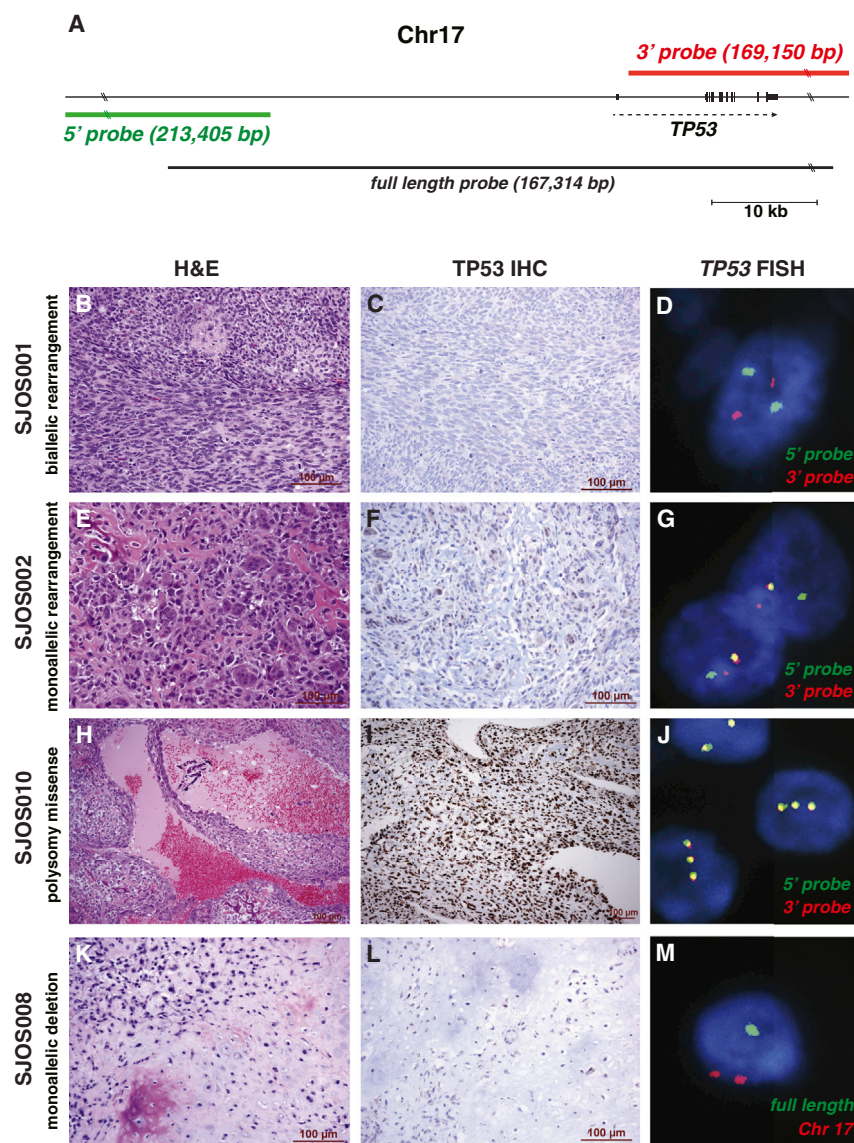 A
Chr17
3' probe (169,150 bp)
5' probe (213,405 bp)
TP53
full length probe (167,314 bp)
10 kb
H&E
TP53 IHC
TP53 FISH
SJOS001
biallelic rearrangement
B
100 µm
C
100 µm
D
5' probe
3' probe
SJOS002
monoallelic rearrangement
E
100 µm
F
100 µm
G
5' probe
3' probe
SJOS010
polysomy missense
H
100 µm
I
100 µm
J
5' probe
3' probe
SJOS008
monoallelic deletion
K
100 µm
L
100 µm
M
full length
Chr 17